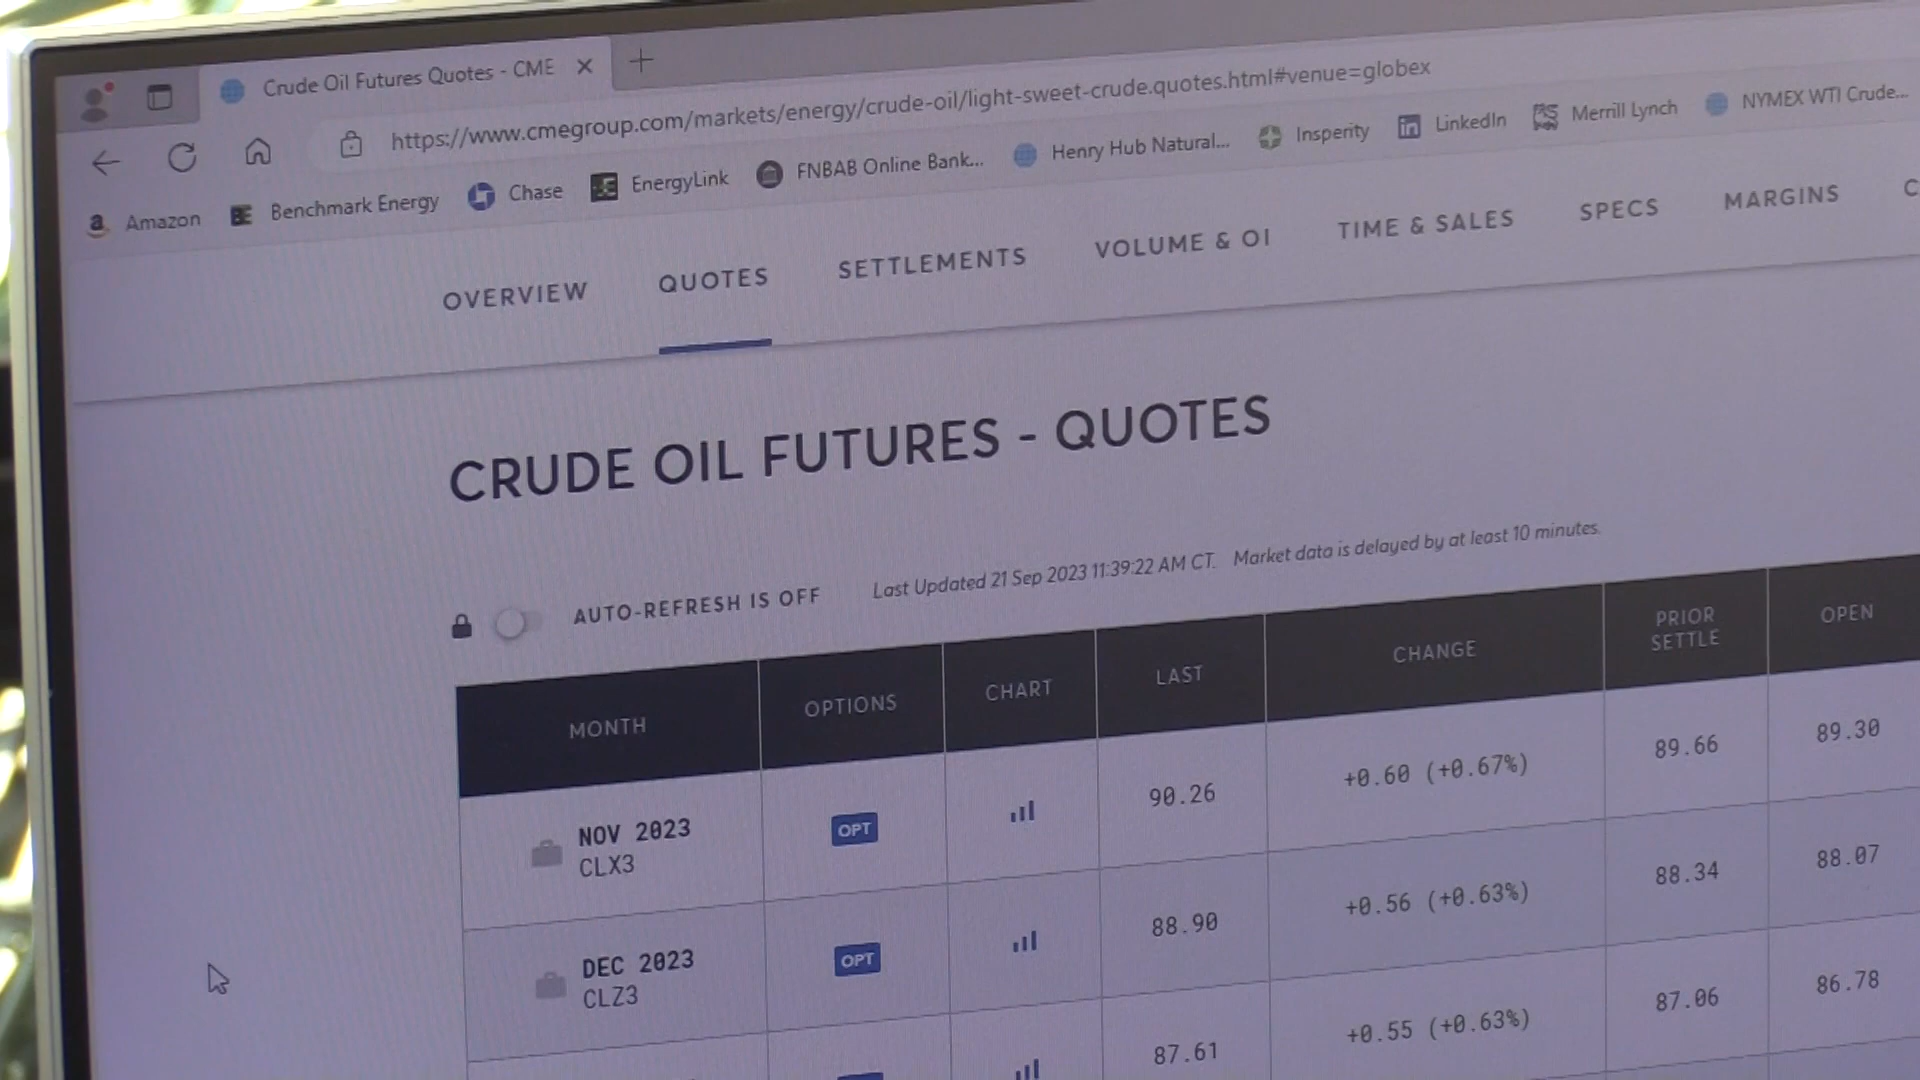 Crude Oil Futures Quotes - CME
https://www.cmegroup.com/markets/energy/crude-oil/light-sweet-crude.quotes.html#venue=globex
Amazon Benchmark Energy Chase EnergyLink FNBAB Online Bank... Henry Hub Natural... Insperity LinkedIn Merrill Lynch NYMEX WTI Crude...
OVERVIEW QUOTES SETTLEMENTS VOLUME & OI TIME & SALES SPECS MARGINS C
CRUDE OIL FUTURES - QUOTES
AUTO-REFRESH IS OFF Last Updated 21 Sep 2023 11:39:22 AM CT. Market data is delayed by at least 10 minutes.
MONTH OPTIONS CHART LAST CHANGE PRIOR SETTLE OPEN
NOV 2023 CLX3 OPT 90.26 +0.60 (+0.67%) 89.66 89.30
DEC 2023 CLZ3 OPT 88.90 +0.56 (+0.63%) 88.34 88.07
87.61 +0.55 (+0.63%) 87.06 86.78